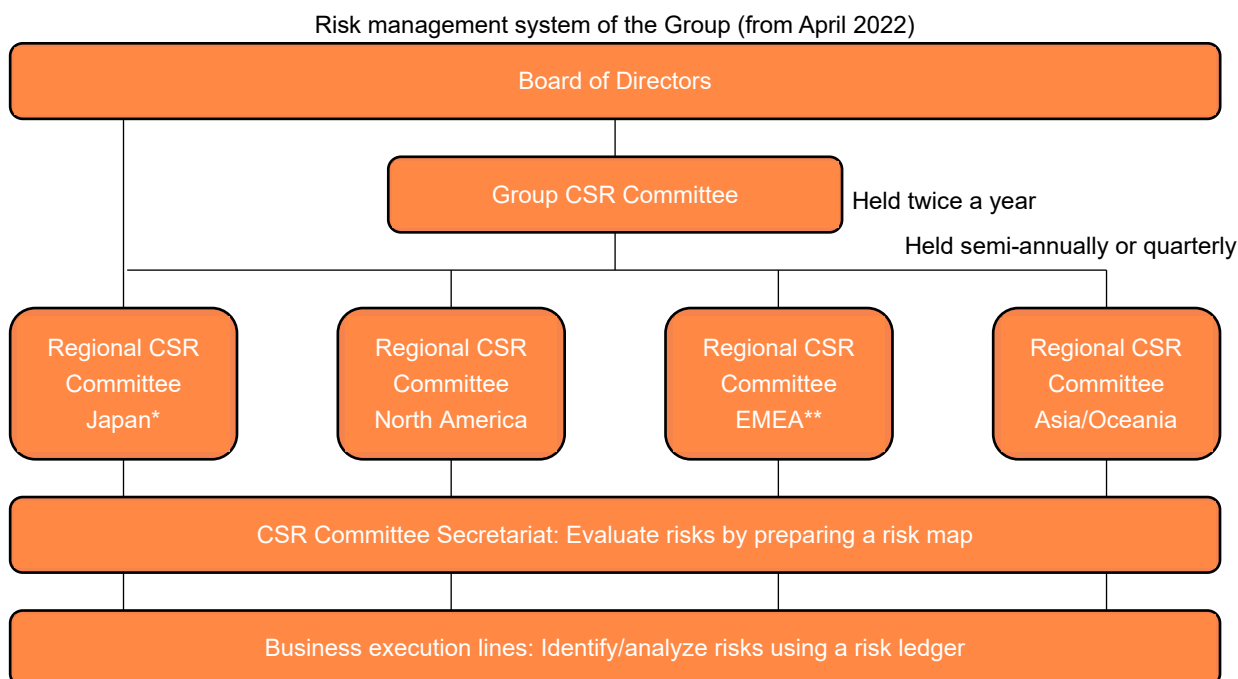 Risk management system of the Group (from April 2022)
Board of Directors
Group CSR Committee
Held twice a year
Held semi-annually or quarterly
Regional CSR
Committee
Japan*
Regional CSR
Committee
North America
Regional CSR
Committee
EMEA**
Regional CSR
Committee
Asia/Oceania
CSR Committee Secretariat: Evaluate risks by preparing a risk map
Business execution lines: Identify/analyze risks using a risk ledger